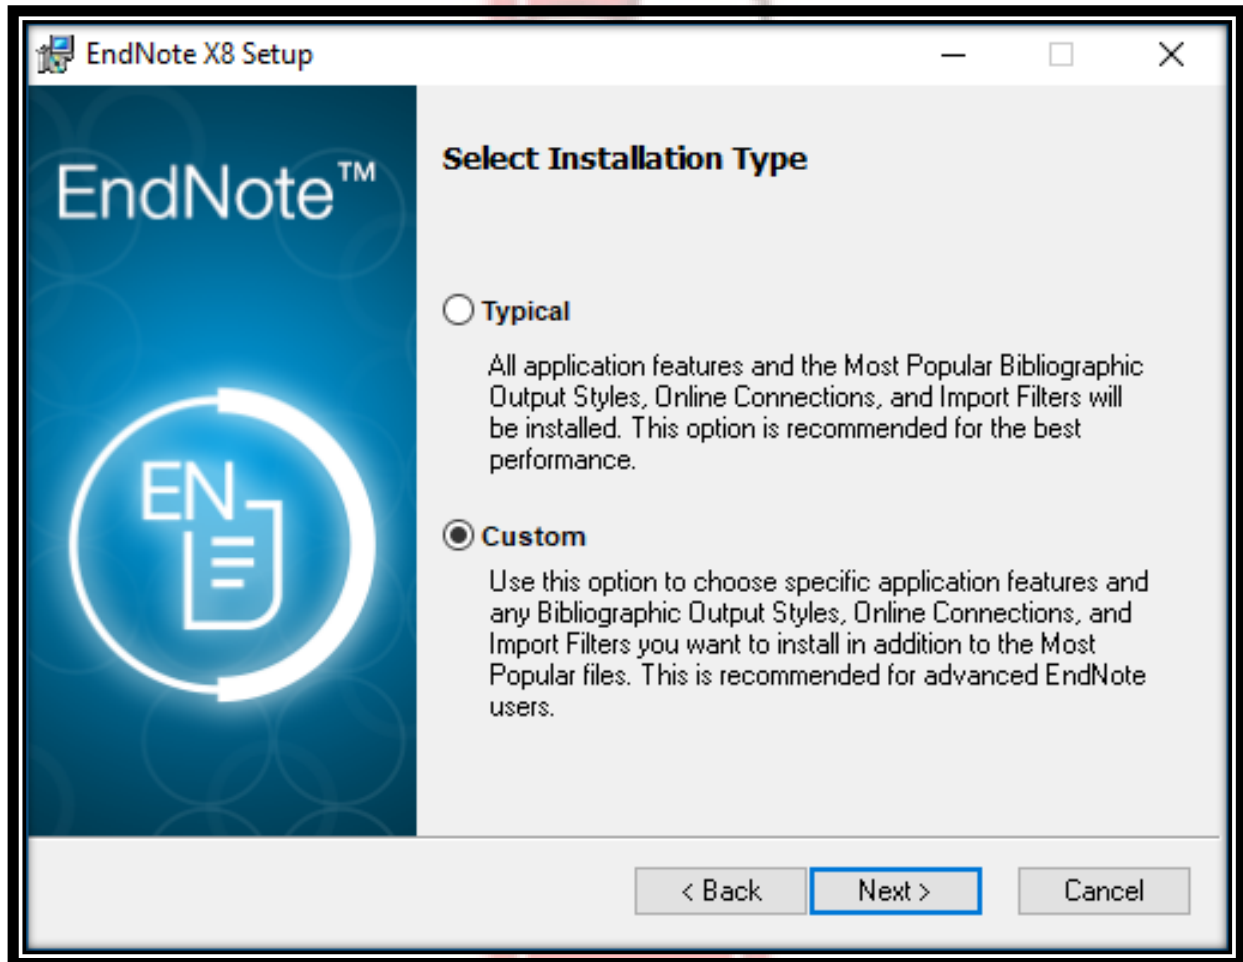 EndNote X8 Setup
EndNote™
Select Installation Type
Typical
All application features and the Most Popular Bibliographic
Output Styles, Online Connections, and Import Filters will
be installed. This option is recommended for the best
performance.
EN
Custom
Use this option to choose specific application features and
any Bibliographic Output Styles, Online Connections, and
Import Filters you want to install in addition to the Most
Popular files. This is recommended for advanced EndNote
users.
< Back
Next >
Cancel